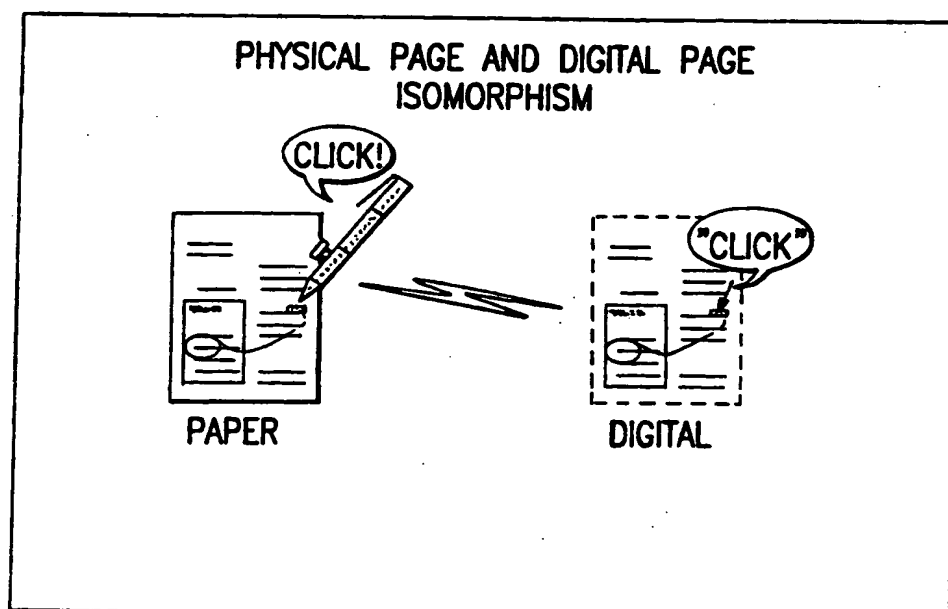 PHYSICAL PAGE AND DIGITAL PAGE
ISOMORPHISM
CLICK!
"CLICK"
PAPER
DIGITAL